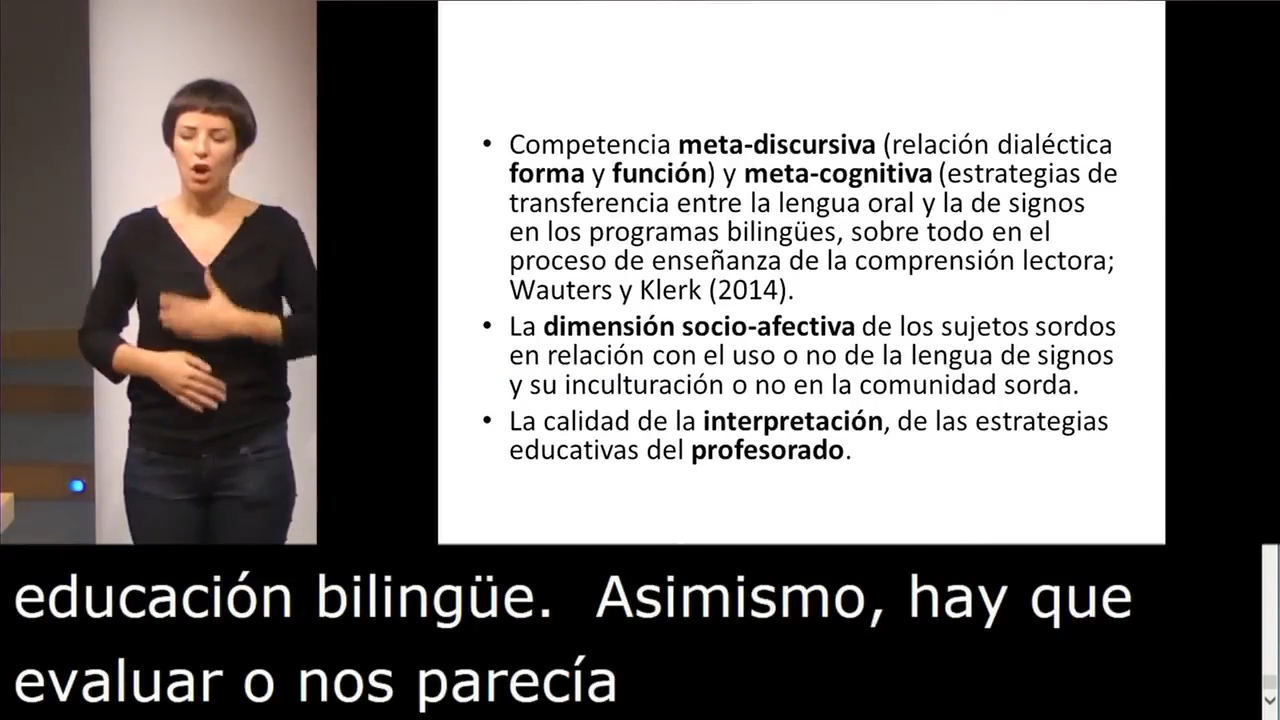 • Competencia meta-discursiva (relación dialéctica
forma y función) y meta-cognitiva (estrategias de
transferencia entre la lengua oral y la de signos
en los programas bilingües, sobre todo en el
proceso de enseñanza de la comprensión lectora;
Wauters y Klerk (2014).
• La dimensión socio-afectiva de los sujetos sordos
en relación con el uso o no de la lengua de signos
y su inculturación o no en la comunidad sorda.
• La calidad de la interpretación, de las estrategias
educativas del profesorado.
educación bilingüe.  Asimismo, hay que
evaluar o nos parecía